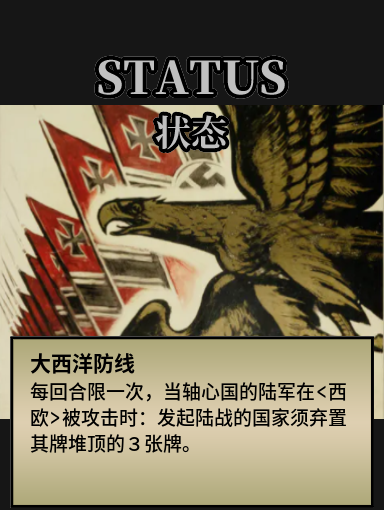 STATUS
状态
大西洋防线
每回合限一次，当轴心国的陆军在<西
欧>被攻击时：发起陆战的国家须弃置
其牌堆顶的３张牌。